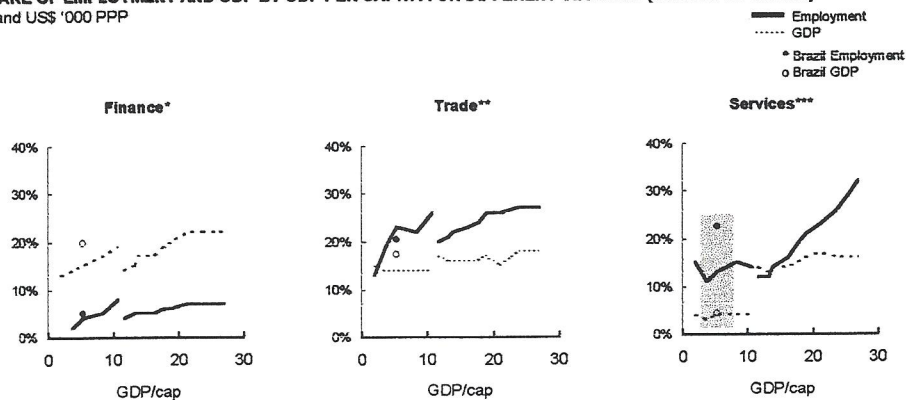 and US$ '000 PPP
Employment
GDP
Brazil Employment
Brazil GDP
Finance*
Trade**
Services***
40%
30%
20%
10%
0%
0 10 20 30
GDP/cap
40%
30%
20%
10%
0%
0 10 20 30
GDP/cap
40%
30%
20%
10%
0%
0 10 20 30
GDP/cap